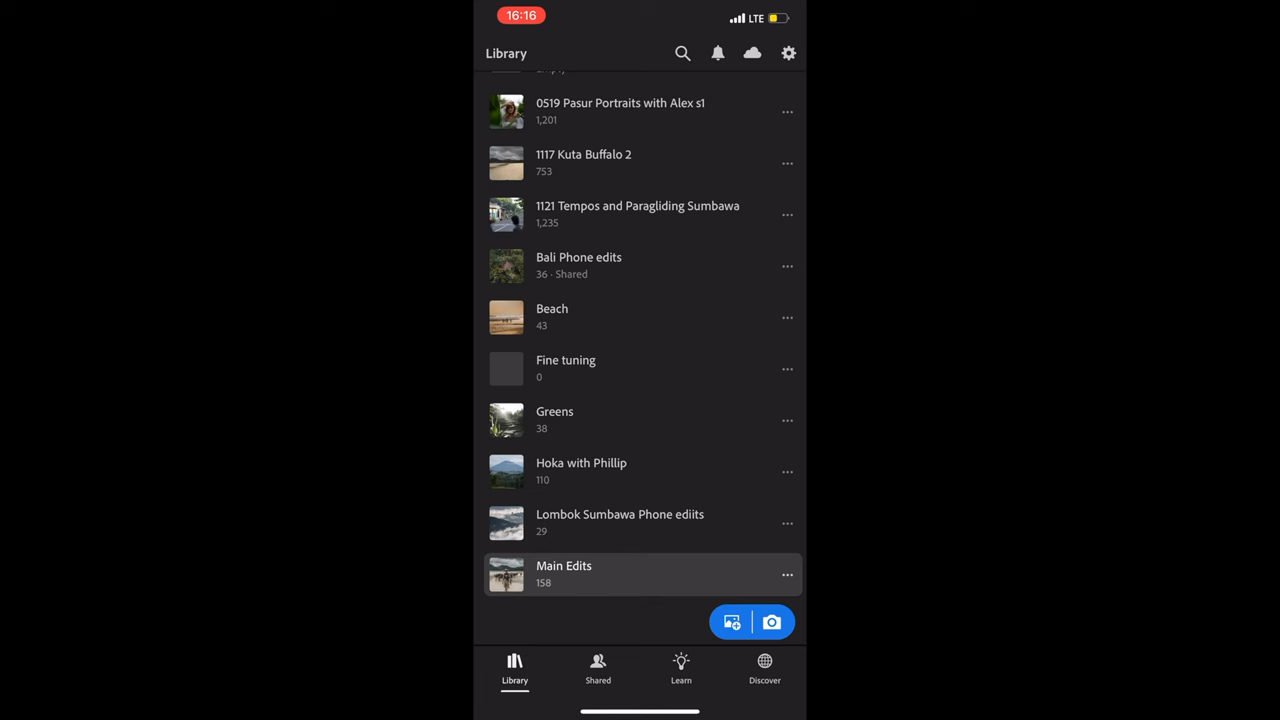 16:16
LTE
Library
Empty
0519 Pasur Portraits with Alex s1
1,201
1117 Kuta Buffalo 2
753
1121 Tempos and Paragliding Sumbawa
1,235
Bali Phone edits
36 · Shared
Beach
43
Fine tuning
0
Greens
38
Hoka with Phillip
110
Lombok Sumbawa Phone ediits
29
Main Edits
158
Library
Shared
Learn
Discover